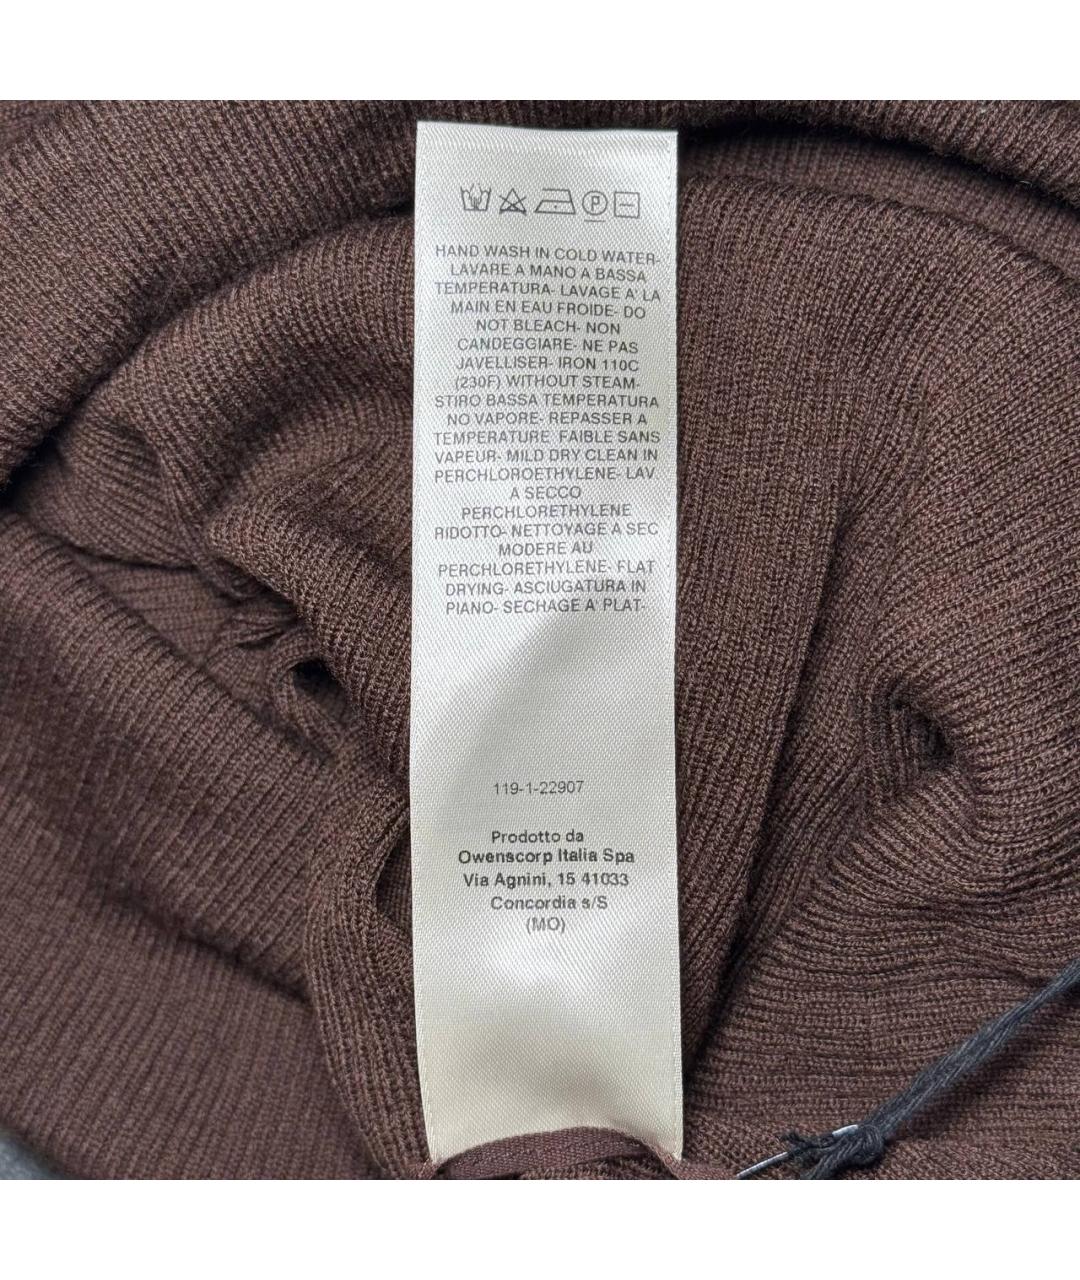 HAND WASH IN COLD WATER-
LAVARE A MANO A BASSA
TEMPERATURA- LAVAGE A' LA
MAIN EN EAU FROIDE- DO
NOT BLEACH- NON
CANDEGGIARE- NE PAS
JAVELLISER- IRON 110C
(230F) WITHOUT STEAM-
STIRO BASSA TEMPERATURA
NO VAPORE- REPASSER A
TEMPERATURE FAIBLE SANS
VAPEUR- MILD DRY CLEAN IN
PERCHLOROETHYLENE- LAV.
A SECCO
PERCHLORETHYLENE
RIDOTTO- NETTOYAGE A SEC
MODERE AU
PERCHLORETHYLENE- FLAT
DRYING- ASCIUGATURA IN
PIANO- SECHAGE A' PLAT-
119-1-22907
Prodotto da
Owenscorp Italia Spa
Via Agnini, 15 41033
Concordia s/S
(MO)